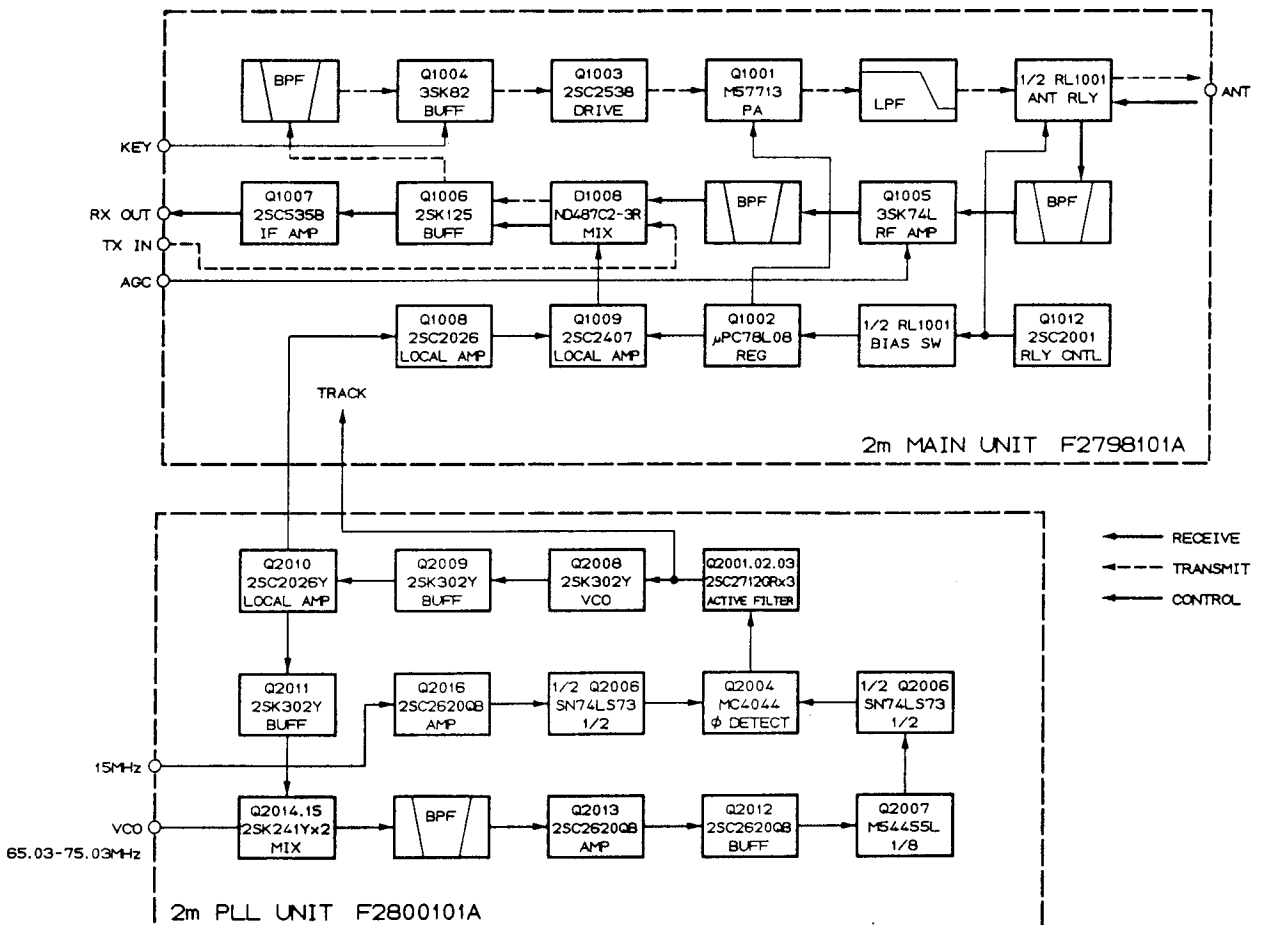 BPF
Q1004
3SK82
BUFF
Q1003
2SC2538
DRIVE
Q1001
M57713
PA
LPF
1/2 RL1001
ANT RLY
ANT
KEY
RX OUT
TX IN
AGC
Q1007
2SC535B
IF AMP
Q1006
2SK125
BUFF
D1008
ND487C2-3R
MIX
BPF
Q1005
3SK74L
RF AMP
BPF
Q1008
2SC2026
LOCAL AMP
Q1009
2SC2407
LOCAL AMP
Q1002
µPC78L08
REG
1/2 RL1001
BIAS SW
Q1012
2SC2001
RLY CNTL
TRACK
2m MAIN UNIT F2798101A
Q2010
2SC2026Y
LOCAL AMP
Q2009
2SK302Y
BUFF
Q2008
2SK302Y
VCO
Q2001.02.03
2SC2712GRx3
ACTIVE FILTER
RECEIVE
TRANSMIT
CONTROL
Q2011
2SK302Y
BUFF
Q2016
2SC2620QB
AMP
1/2 Q2006
SN74LS73
1/2
Q2004
MC4044
φ DETECT
1/2 Q2006
SN74LS73
1/2
15MHz
VCO
65.03-75.03MHz
Q2014.15
2SK241Yx2
MIX
BPF
Q2013
2SC2620QB
AMP
Q2012
2SC2620QB
BUFF
Q2007
M54455L
1/8
2m PLL UNIT F2800101A